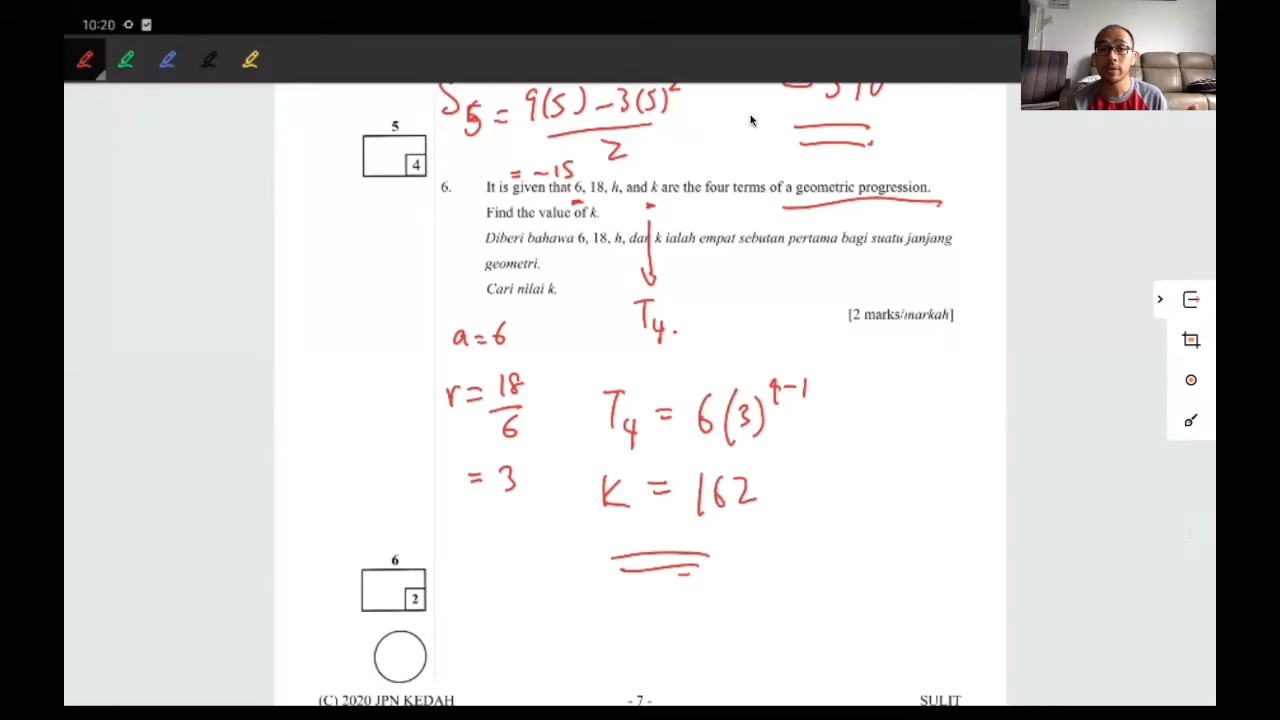 10:20
S5 = 9(5) - 3(5)²
2
= -15
5
4
6. It is given that 6, 18, h, and k are the four terms of a geometric progression.
Find the value of k.
Diberi bahawa 6, 18, h, dan k ialah empat sebutan pertama bagi suatu janjang
geometri.
Cari nilai k.
[2 marks/markah]
T4.
a = 6
r = 18
6
= 3
T4 = 6(3)^4-1
K = 162
6
2
(C) 2020 JPN KEDAH
- 7 -
SULIT